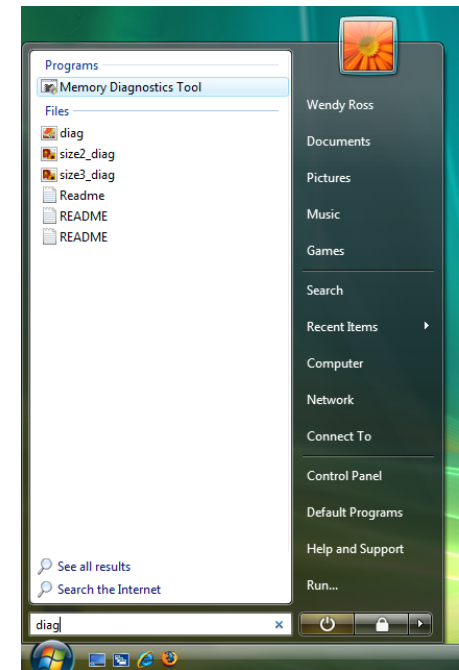 Programs
Memory Diagnostics Tool
Files
diag
size2_diag
size3_diag
Readme
README
README
See all results
Search the Internet
diag
Wendy Ross
Documents
Pictures
Music
Games
Search
Recent Items
Computer
Network
Connect To
Control Panel
Default Programs
Help and Support
Run...